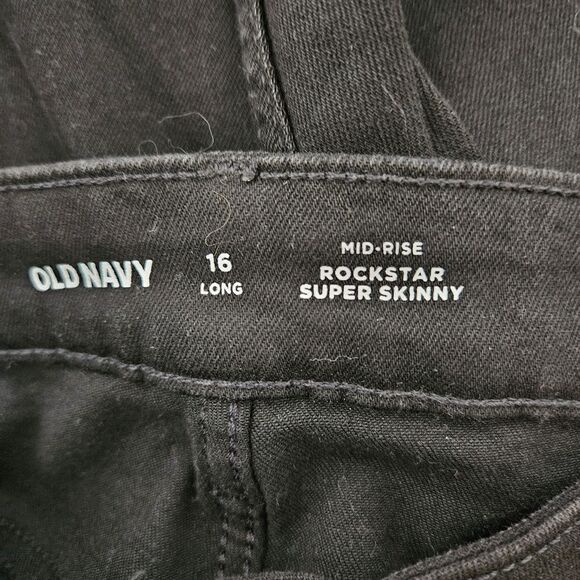 OLD NAVY
16
LONG
MID-RISE
ROCKSTAR
SUPER SKINNY